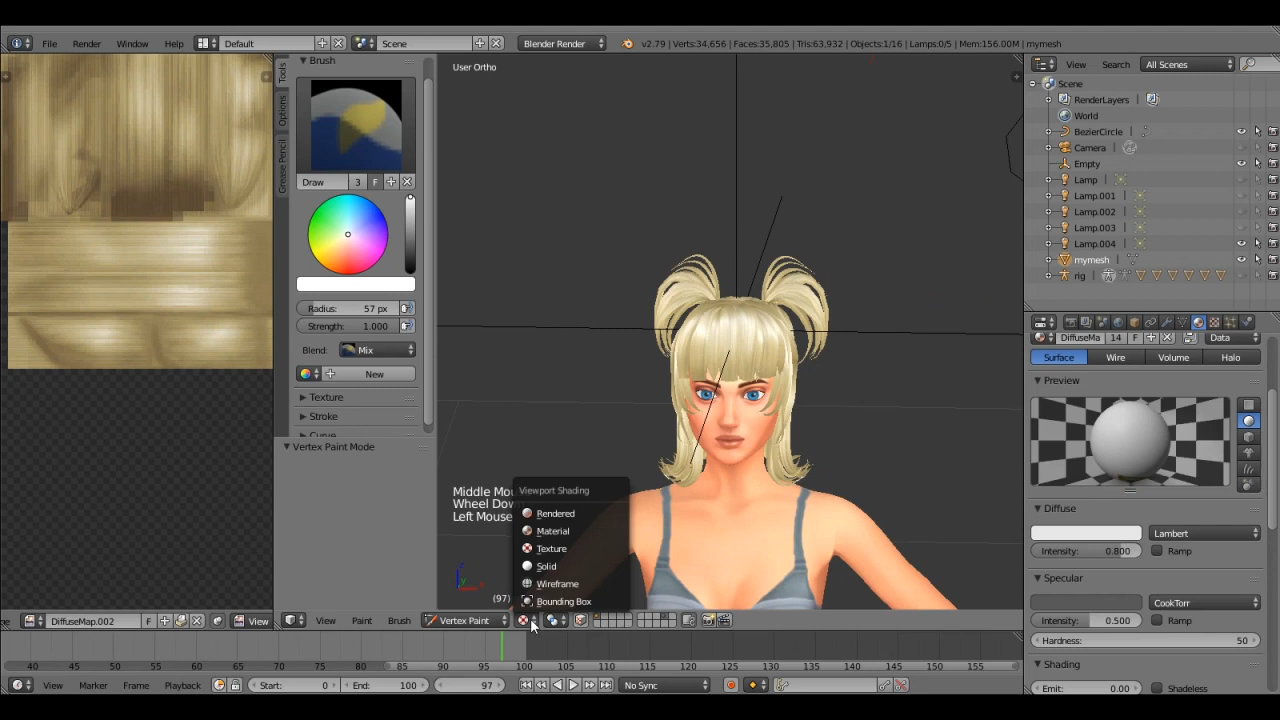 File Render Window Help Default Scene Blender Render v2.79 | Verts:34,656 | Faces:35,805 | Tris:63,932 | Objects:1/16 | Lamps:0/5 | Mem:156.00M | mymesh
Tools
Options
Grease Pencil
Brush
Draw 3 F
Radius: 57 px
Strength: 1.000
Blend: Mix
New
Texture
Stroke
Curve
Vertex Paint Mode
User Ortho
Middle Mou
Wheel Dow
Left Mouse
z
y
x
(97)
Viewport Shading
Rendered
Material
Texture
Solid
Wireframe
Bounding Box
View Search All Scenes
Scene
RenderLayers |
World
BezierCircle |
Camera |
Empty
Lamp |
Lamp.001 |
Lamp.002 |
Lamp.003 |
Lamp.004 |
mymesh |
rig |
DiffuseMa 14 F Data
Surface Wire Volume Halo
Preview
Diffuse
Lambert
Intensity: 0.800 Ramp
Specular
CookTorr
Intensity: 0.500 Ramp
Hardness: 50
Shading
Emit: 0.00 Shadeless
DiffuseMap.002 F View
View Paint Brush Vertex Paint
40 45 50 55 60 65 70 75 80 85 90 95 100 105 110 115 120 125 130 135 140 145 150 155
View Marker Frame Playback Start: 0 End: 100 97 No Sync